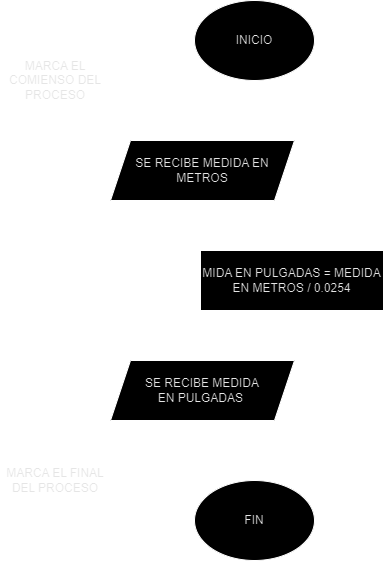 INICIO
MARCA EL
COMIENSO DEL
PROCESO
SE RECIBE MEDIDA EN
METROS
MIDA EN PULGADAS = MEDIDA
EN METROS / 0.0254
SE RECIBE MEDIDA
EN PULGADAS
MARCA EL FINAL
DEL PROCESO
FIN